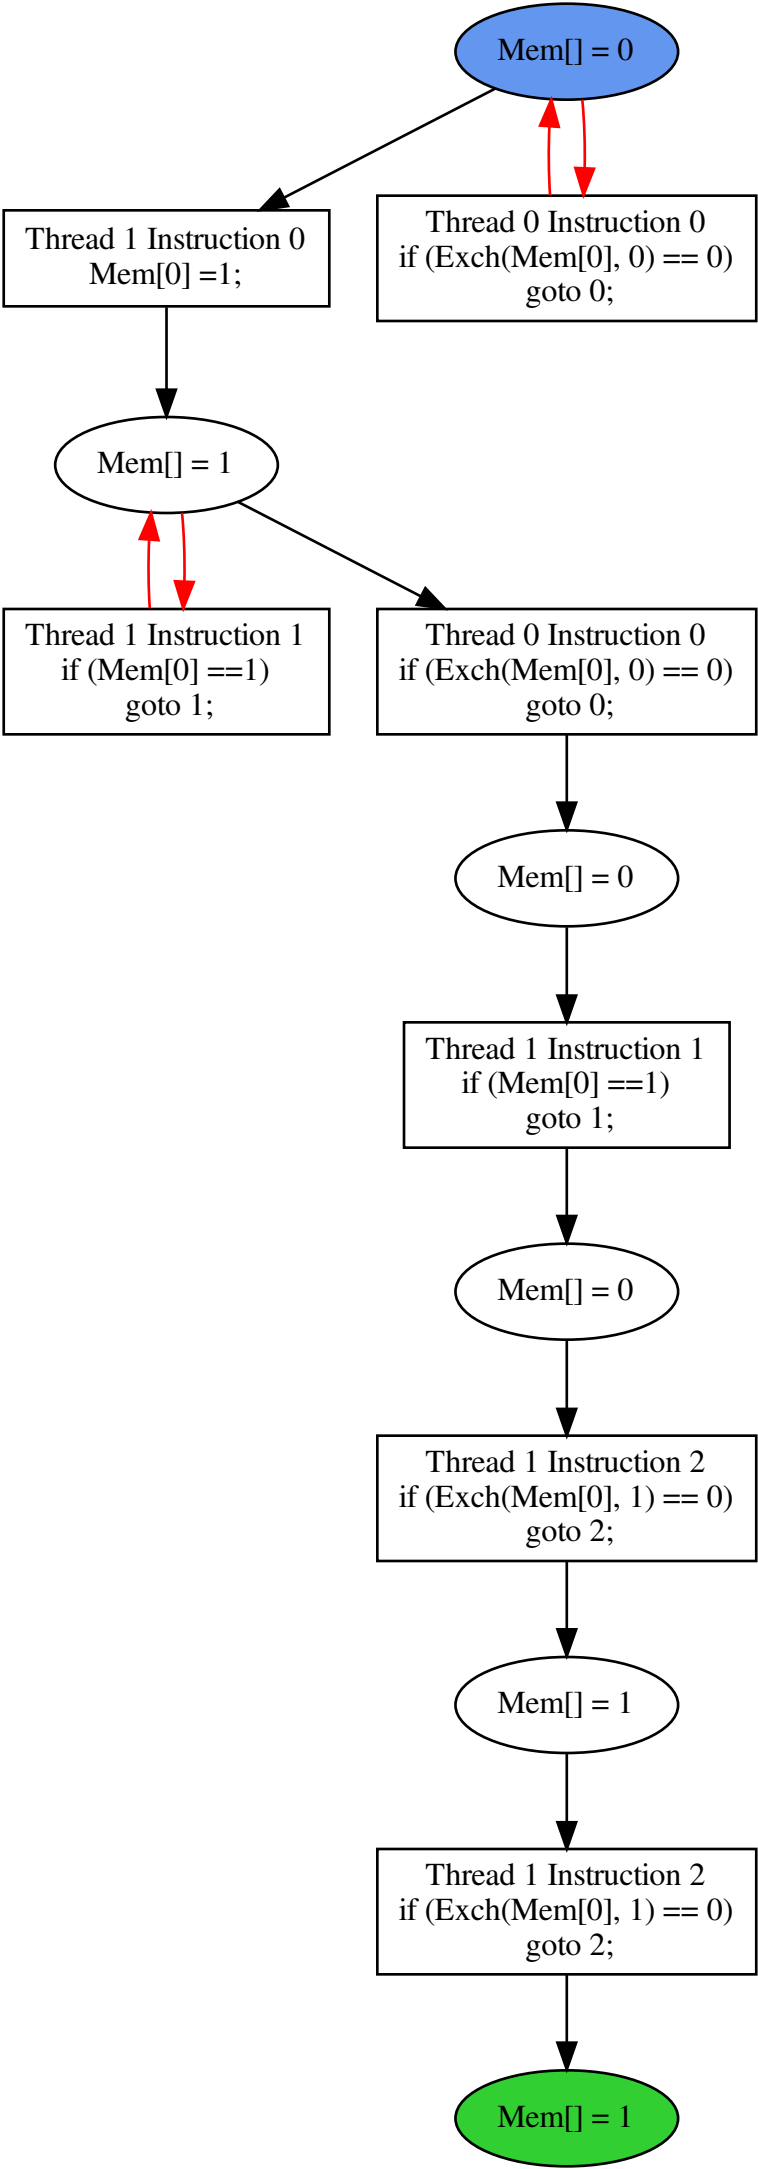 Mem[] = 0
Thread 1 Instruction 0
Mem[0] =1;
Thread 0 Instruction 0
if (Exch(Mem[0], 0) == 0)
goto 0;
Mem[] = 1
Thread 1 Instruction 1
if (Mem[0] ==1)
goto 1;
Thread 0 Instruction 0
if (Exch(Mem[0], 0) == 0)
goto 0;
Mem[] = 0
Thread 1 Instruction 1
if (Mem[0] ==1)
goto 1;
Mem[] = 0
Thread 1 Instruction 2
if (Exch(Mem[0], 1) == 0)
goto 2;
Mem[] = 1
Thread 1 Instruction 2
if (Exch(Mem[0], 1) == 0)
goto 2;
Mem[] = 1